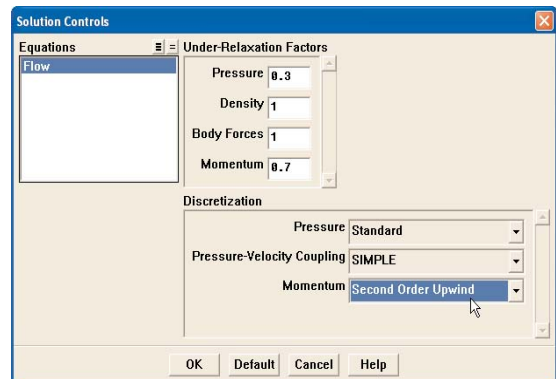 Solution Controls
Equations
Flow
Under-Relaxation Factors
Pressure 0.3
Density 1
Body Forces 1
Momentum 0.7
Discretization
Pressure Standard
Pressure-Velocity Coupling SIMPLE
Momentum Second Order Upwind
OK Default Cancel Help